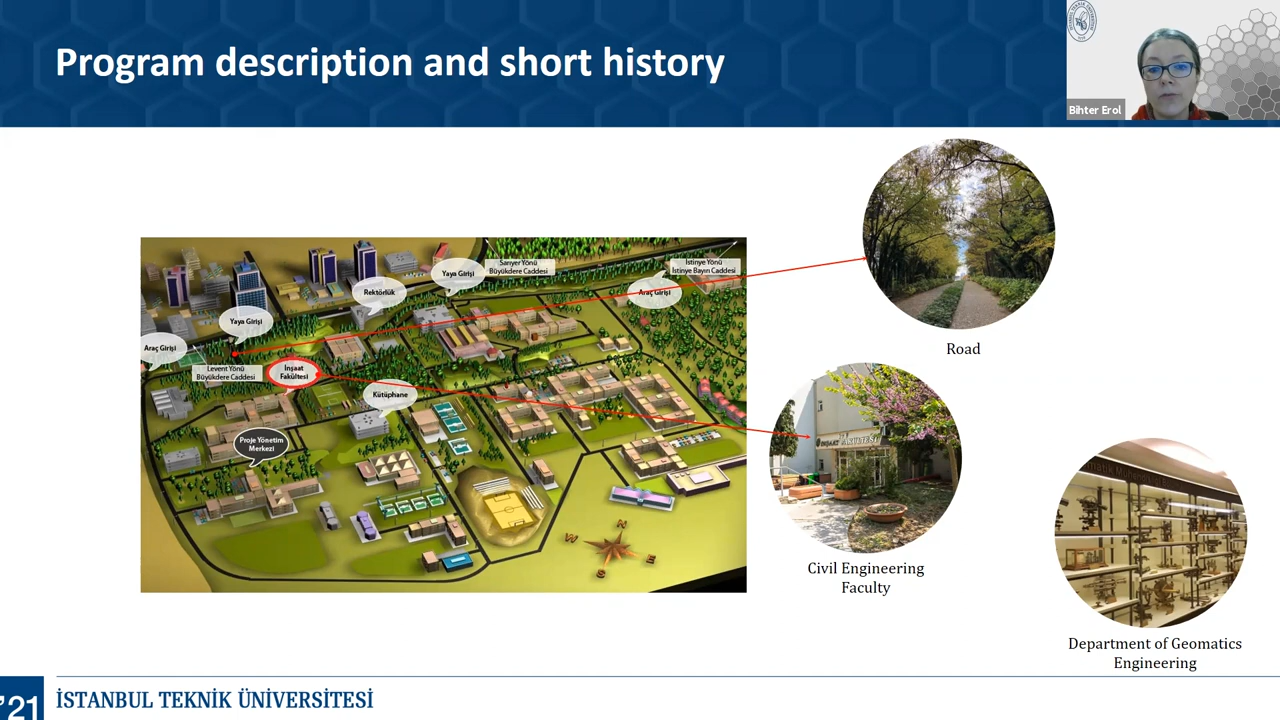 Program description and short history
Bihter Erol
Sarıyer Yönü
Büyükdere Caddesi
İstinye Yönü
İstinye Bayırı Caddesi
Yaya Girişi
Rektörlük
Araç Girişi
Yaya Girişi
Araç Girişi
Levent Yönü
Büyükdere Caddesi
İnşaat
Fakültesi
Kütüphane
Proje Yönetim
Merkezi
N
W
E
S
Road
Civil Engineering
Faculty
Department of Geomatics
Engineering
'21
İSTANBUL TEKNİK ÜNİVERSİTESİ